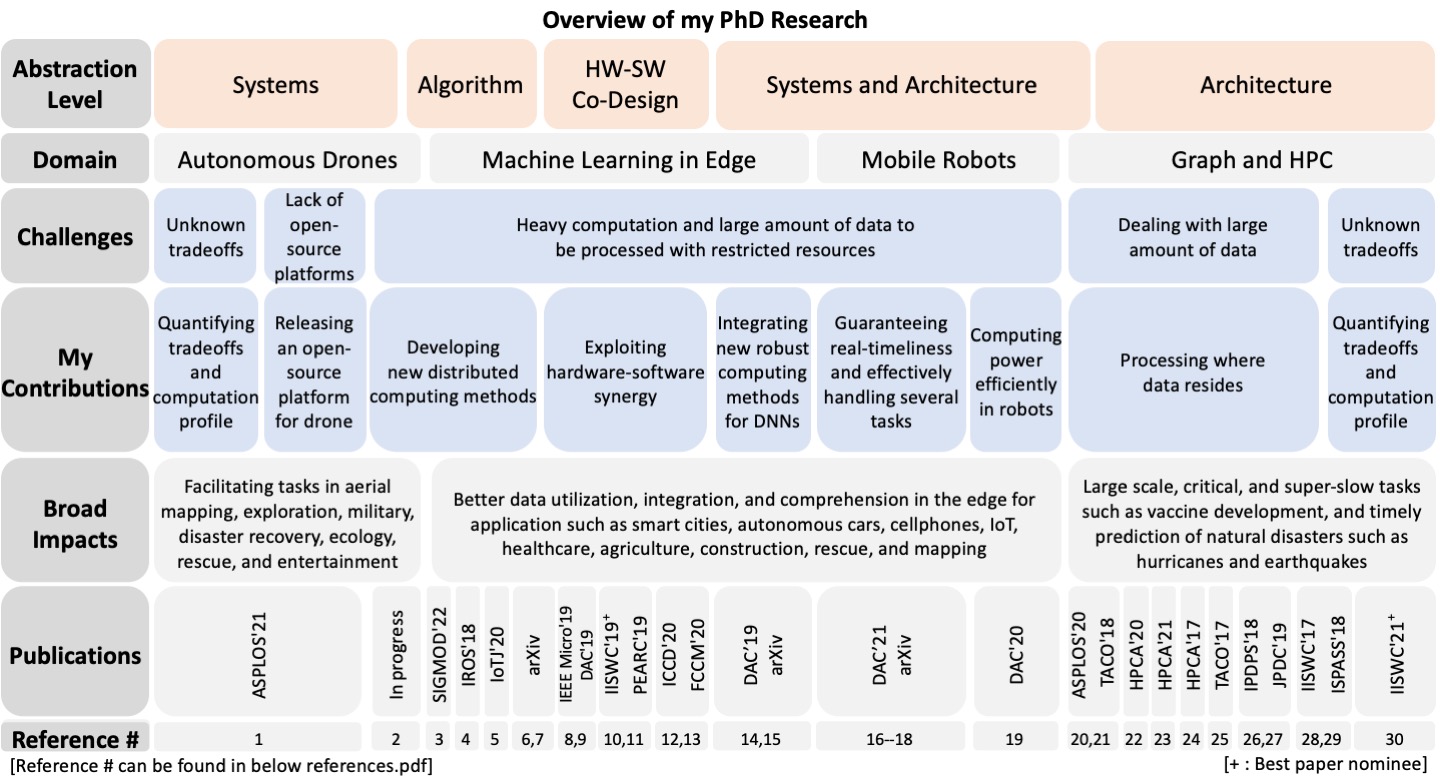 Overview of my PhD Research
Abstraction
Level
Systems
Algorithm
HW-SW
Co-Design
Systems and Architecture
Architecture
Domain
Autonomous Drones
Machine Learning in Edge
Mobile Robots
Graph and HPC
Challenges
Unknown
tradeoffs
Lack of
open-
source
platforms
Heavy computation and large amount of data to
be processed with restricted resources
Dealing with large
amount of data
Unknown
tradeoffs
My
Contributions
Quantifying
tradeoffs
and
computation
profile
Releasing
an open-
source
platform
for drone
Developing
new distributed
computing methods
Exploiting
hardware-software
synergy
Integrating
new robust
computing
methods
for DNNs
Guaranteeing
real-timeliness
and effectively
handling several
tasks
Computing
power
efficiently
in robots
Processing where
data resides
Quantifying
tradeoffs
and
computation
profile
Broad
Impacts
Facilitating tasks in aerial
mapping, exploration, military,
disaster recovery, ecology,
rescue, and entertainment
Better data utilization, integration, and comprehension in the edge for
application such as smart cities, autonomous cars, cellphones, IoT,
healthcare, agriculture, construction, rescue, and mapping
Large scale, critical, and super-slow tasks
such as vaccine development, and timely
prediction of natural disasters such as
hurricanes and earthquakes
Publications
ASPLOS'21
In progress
SIGMOD'22
IROS'18
IoTJ'20
arXiv
IEEE Micro'19
DAC'19
IISWC'19+
PEARC'19
ICCD'20
FCCM'20
DAC'19
arXiv
DAC'21
arXiv
DAC'20
ASPLOS'20
TACO'18
HPCA'20
HPCA'21
HPCA'17
TACO'17
IPDPS'18
JPDC'19
IISWC'17
ISPASS'18
IISWC'21+
Reference #
1
2
3
4
5
6,7
8,9
10,11
12,13
14,15
16--18
19
20,21
22
23
24
25
26,27
28,29
30
[Reference # can be found in below references.pdf]
[+ : Best paper nominee]